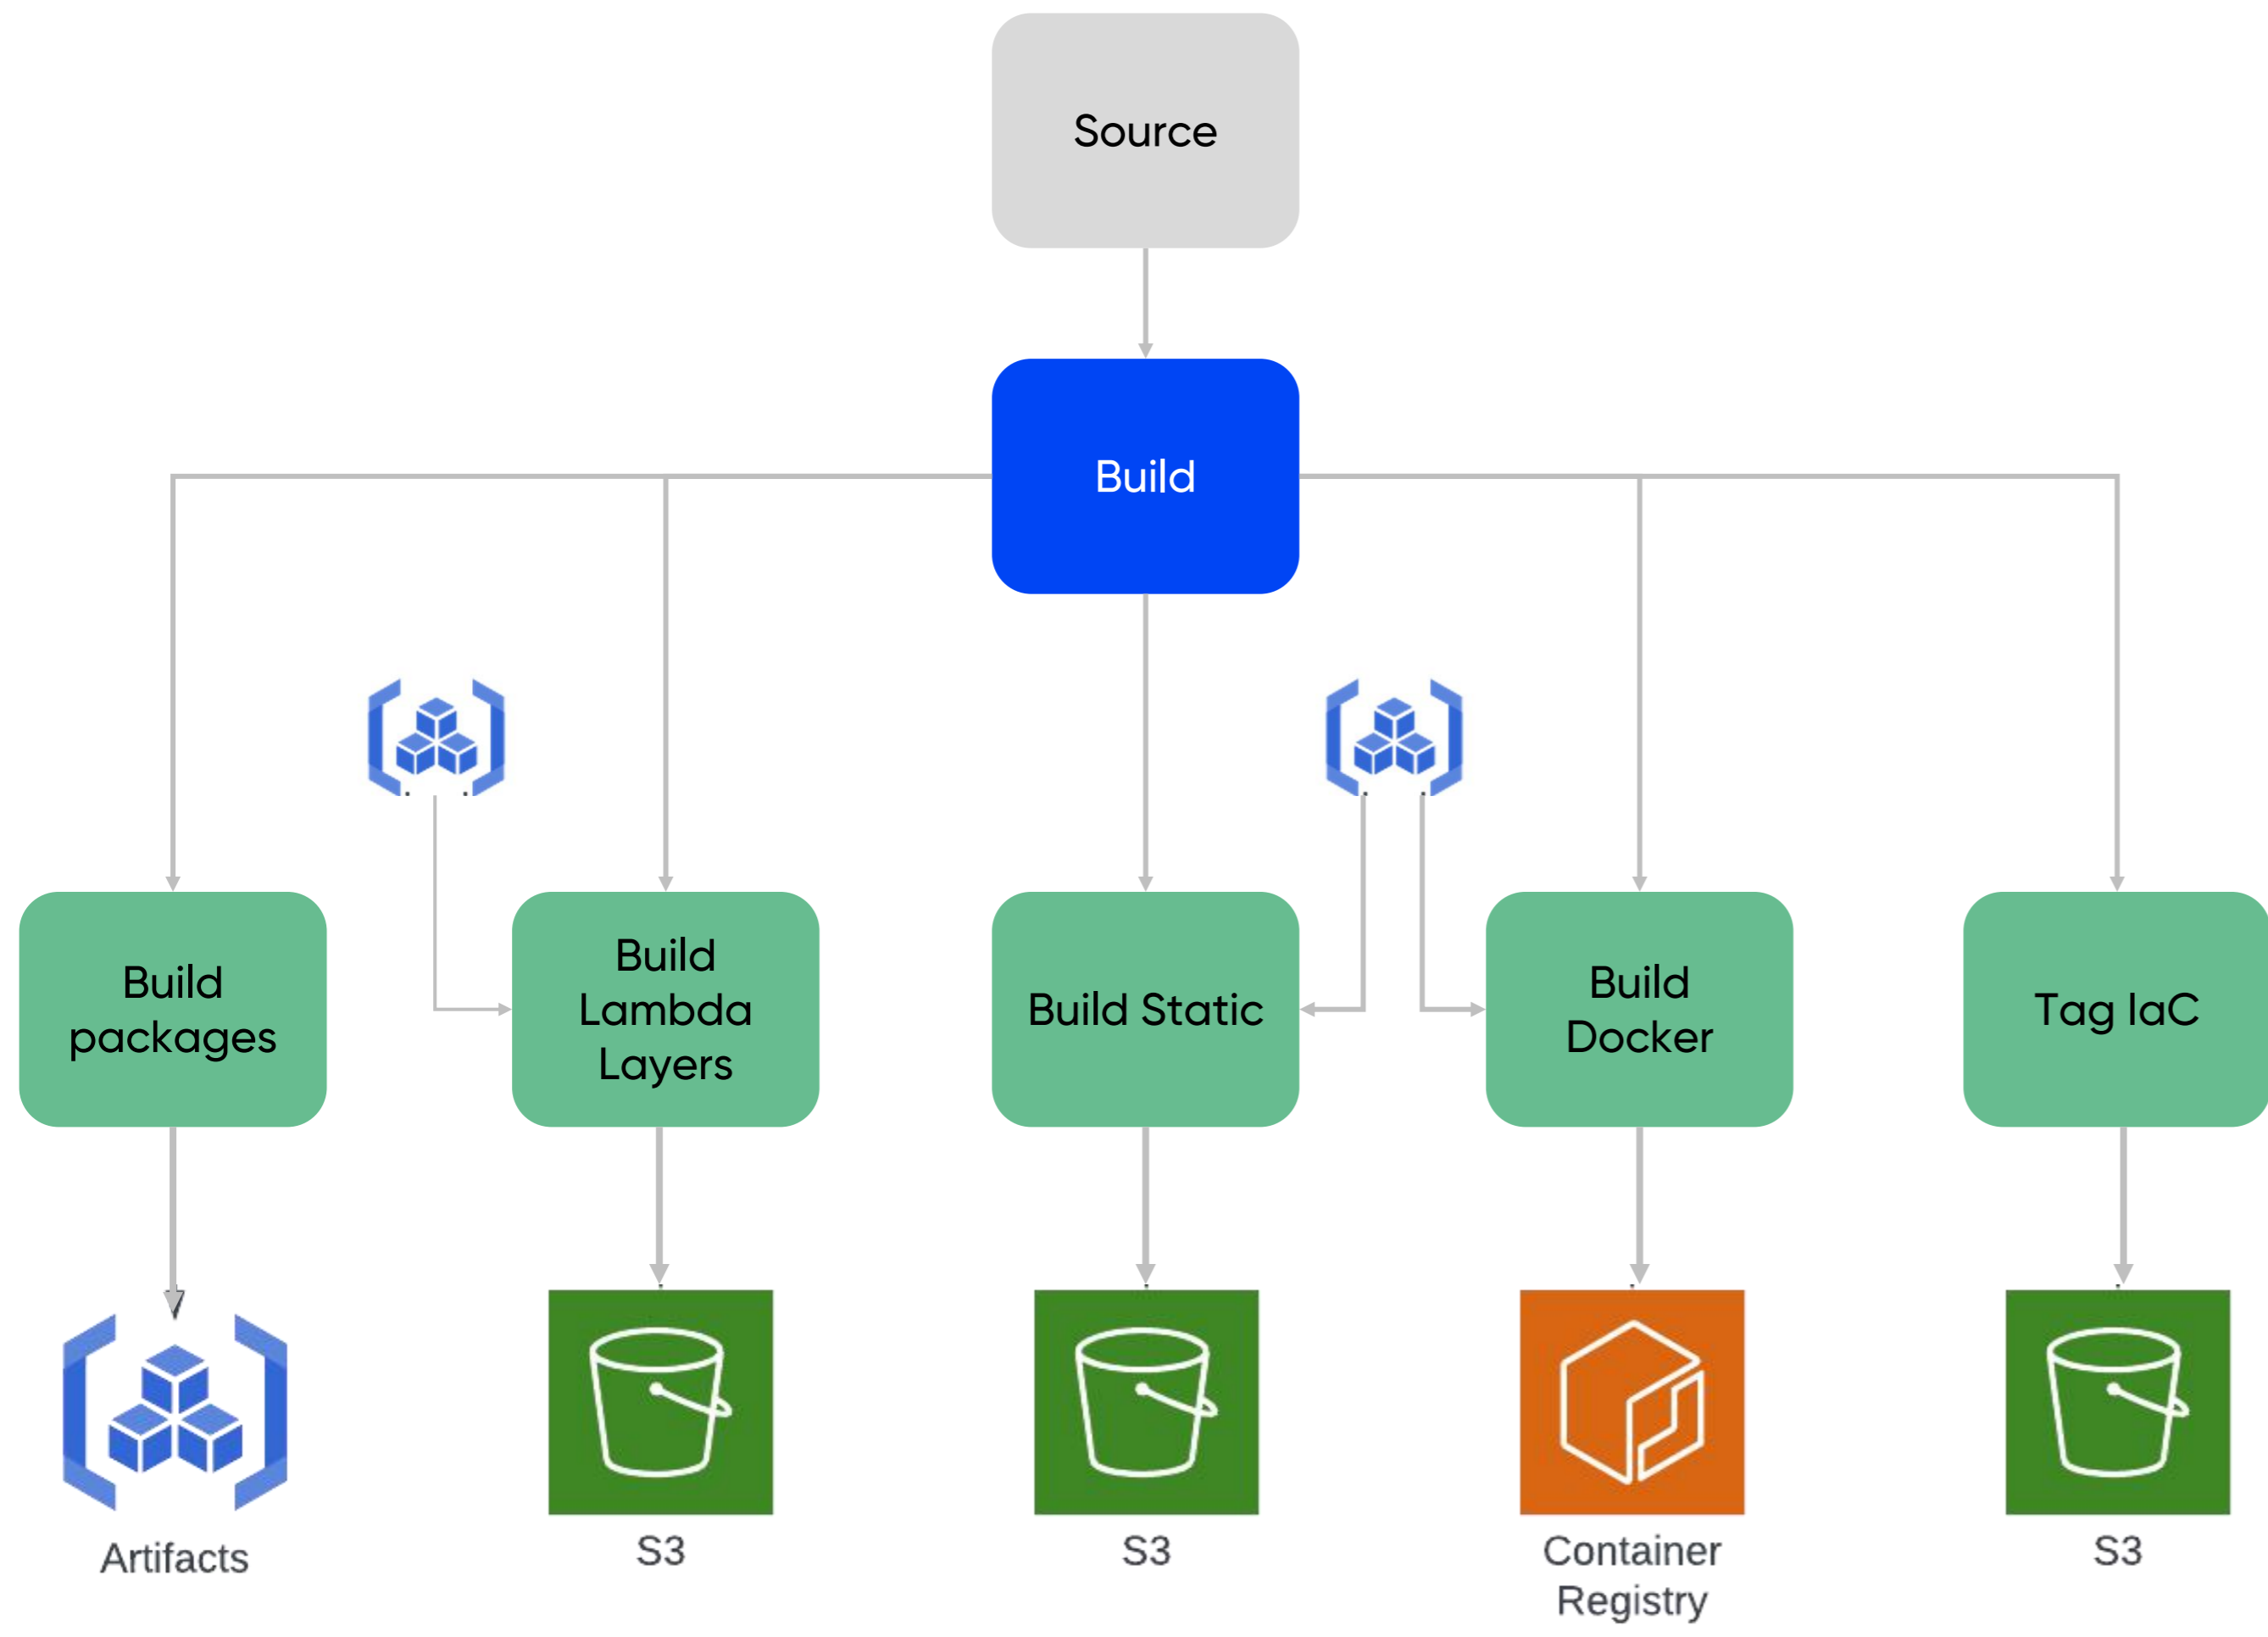 Source
Build
Build
packages
Build
Lambda
Layers
Build Static
Build
Docker
Tag IaC
Artifacts
S3
S3
Container
Registry
S3